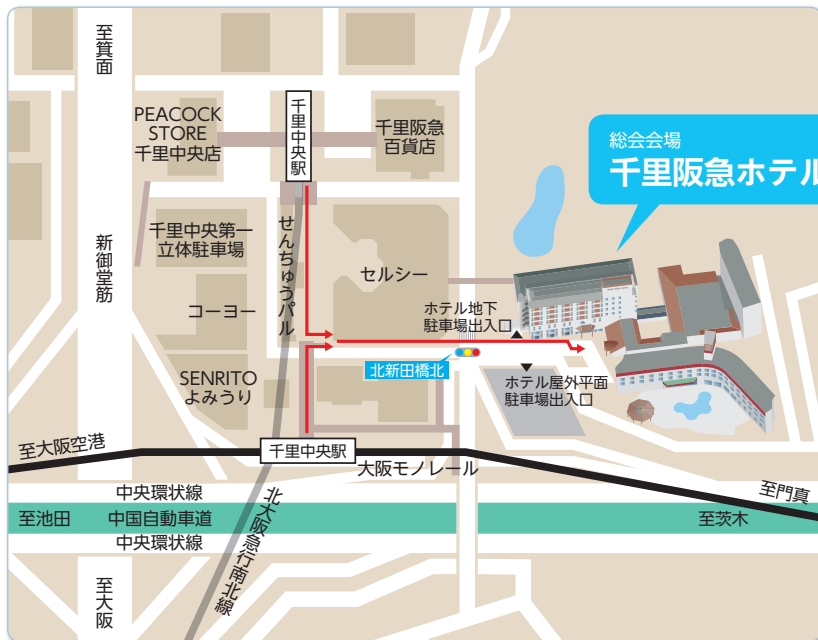 至箕面
PEACOCK
STORE
千里中央店
千里中央駅
千里阪急
百貨店
総会会場
千里阪急ホテル
千里中央第一
立体駐車場
せんちゅうパル
新御堂筋
セルシー
コーヨー
ホテル地下
駐車場出入口
北新田橋北
SENRITO
よみうり
ホテル屋外平面
駐車場出入口
至大阪空港
千里中央駅
大阪モノレール
至門真
中央環状線
至池田
中国自動車道
至茨木
中央環状線
北大阪急行南北線
至大阪